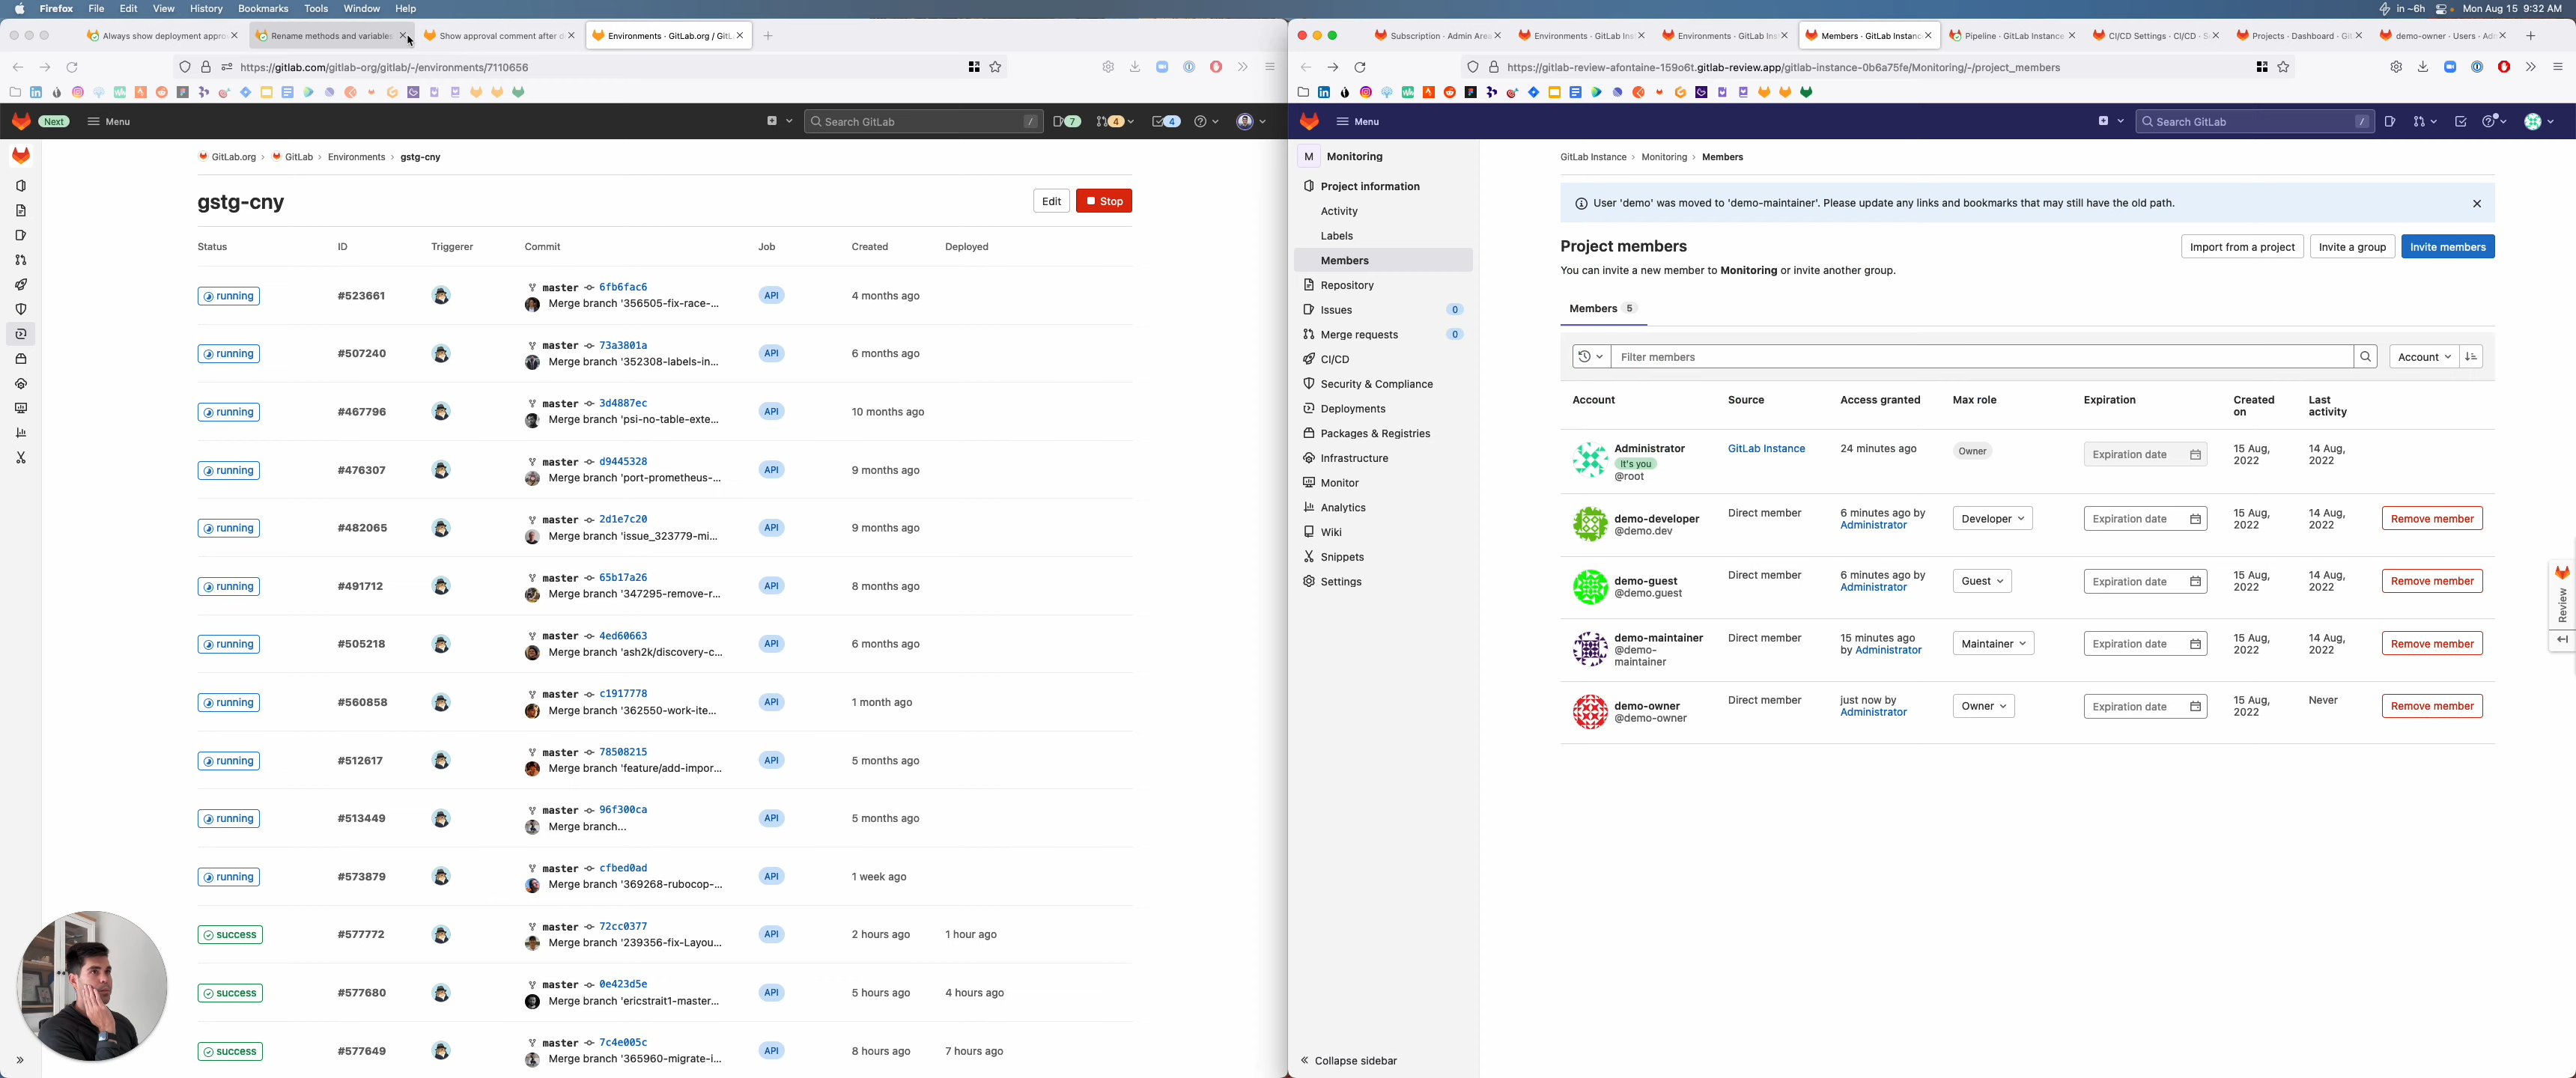 Firefox File Edit View History Bookmarks Tools Window Help
in ~6h Mon Aug 15 9:32 AM
Always show deployment appro
Rename methods and variables
Show approval comment after d
Environments · GitLab.org / GitL
https://gitlab.com/gitlab-org/gitlab/-/environments/7110656
Next Menu Search GitLab / 7 4 4
GitLab.org › GitLab › Environments › gstg-cny
gstg-cny
Edit Stop
Status ID Triggerer Commit Job Created Deployed
running #523661 master 6fb6fac6 API 4 months ago
Merge branch '356505-fix-race-...
running #507240 master 73a3801a API 6 months ago
Merge branch '352308-labels-in...
running #467796 master 3d4887ec API 10 months ago
Merge branch 'psi-no-table-exte...
running #476307 master d9445328 API 9 months ago
Merge branch 'port-prometheus-...
running #482065 master 2d1e7c20 API 9 months ago
Merge branch 'issue_323779-mi...
running #491712 master 65b17a26 API 8 months ago
Merge branch '347295-remove-r...
running #505218 master 4ed60663 API 6 months ago
Merge branch 'ash2k/discovery-c...
running #560858 master c1917778 API 1 month ago
Merge branch '362550-work-ite...
running #512617 master 78508215 API 5 months ago
Merge branch 'feature/add-impor...
running #513449 master 96f300ca API 5 months ago
Merge branch...
running #573879 master cfbed0ad API 1 week ago
Merge branch '369268-rubocop-...
success #577772 master 72cc0377 API 2 hours ago 1 hour ago
Merge branch '239356-fix-Layou...
success #577680 master 0e423d5e API 5 hours ago 4 hours ago
Merge branch 'ericstrait1-master...
success #577649 master 7c4e005c API 8 hours ago 7 hours ago
Merge branch '365960-migrate-i...
Subscription · Admin Area
Environments · GitLab Ins
Environments · GitLab Ins
Members · GitLab Instanc
Pipeline · GitLab Instance
CI/CD Settings · CI/CD · S
Projects · Dashboard · Git
demo-owner · Users · Adm
https://gitlab-review-afontaine-159o6t.gitlab-review.app/gitlab-instance-0b6a75fe/Monitoring/-/project_members
Menu Search GitLab /
M Monitoring
Project information
Activity
Labels
Members
Repository
Issues 0
Merge requests 0
CI/CD
Security & Compliance
Deployments
Packages & Registries
Infrastructure
Monitor
Analytics
Wiki
Snippets
Settings
Collapse sidebar
GitLab Instance › Monitoring › Members
User 'demo' was moved to 'demo-maintainer'. Please update any links and bookmarks that may still have the old path.
Project members
Import from a project Invite a group Invite members
You can invite a new member to Monitoring or invite another group.
Members 5
Filter members Account
Account Source Access granted Max role Expiration Created on Last activity
Administrator It's you @root GitLab Instance 24 minutes ago Owner Expiration date 15 Aug, 2022 14 Aug, 2022
demo-developer @demo.dev Direct member 6 minutes ago by Administrator Developer Expiration date 15 Aug, 2022 14 Aug, 2022 Remove member
demo-guest @demo.guest Direct member 6 minutes ago by Administrator Guest Expiration date 15 Aug, 2022 14 Aug, 2022 Remove member
demo-maintainer @demo-maintainer Direct member 15 minutes ago by Administrator Maintainer Expiration date 15 Aug, 2022 14 Aug, 2022 Remove member
demo-owner @demo-owner Direct member just now by Administrator Owner Expiration date 15 Aug, 2022 Never Remove member
Review